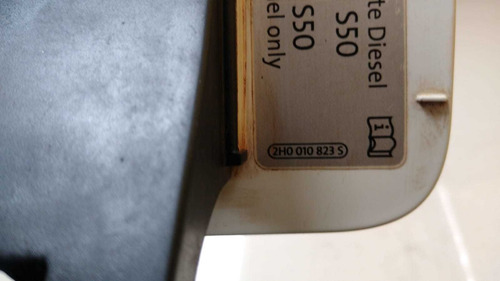 te Diesel
S50
S50
el only
2H0 010 823 S